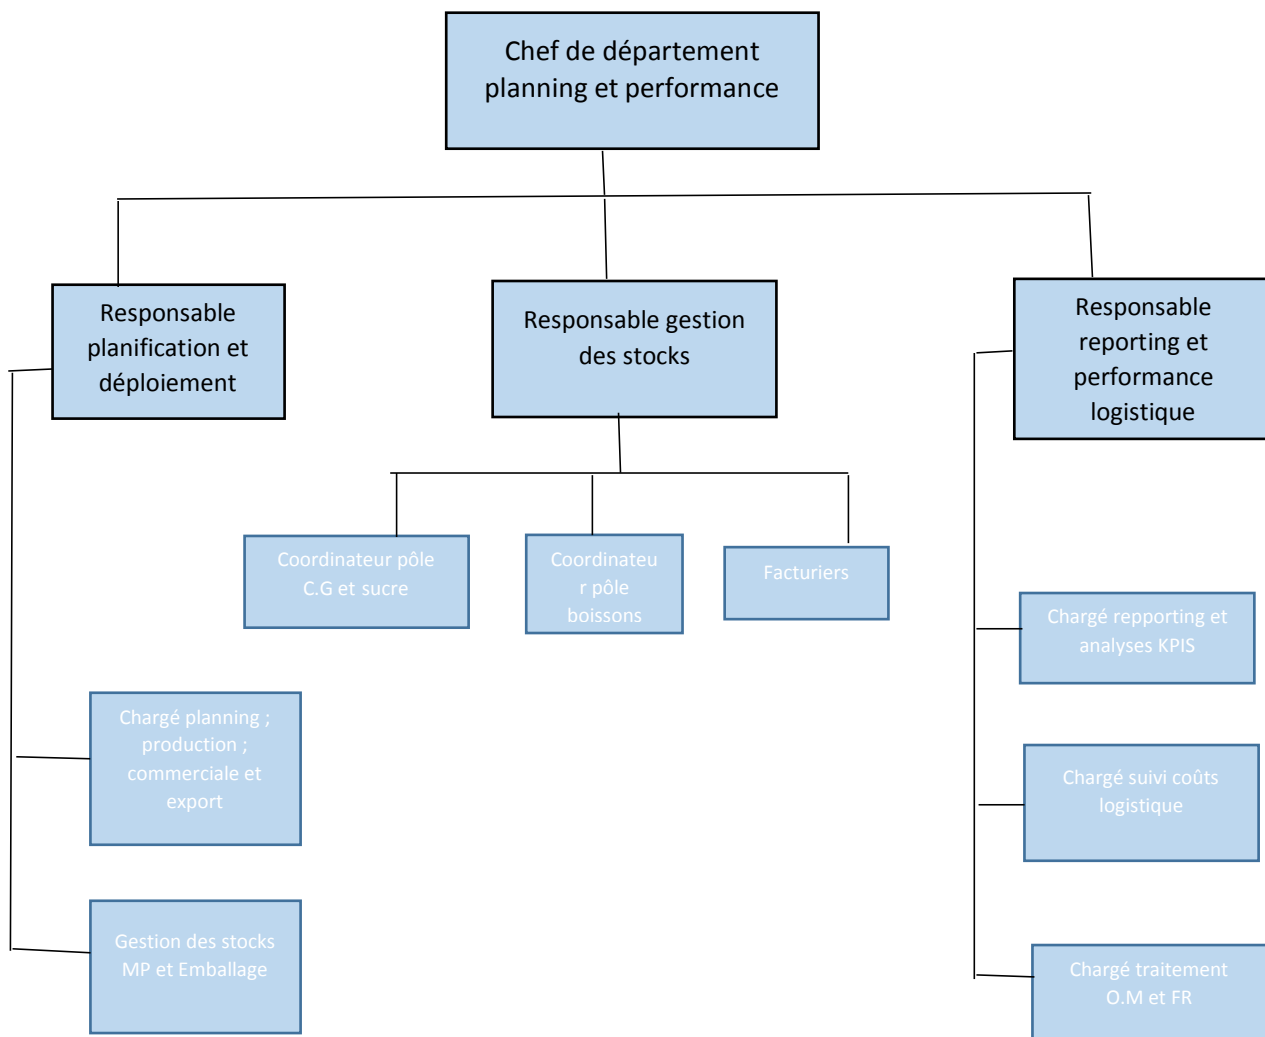 Chef de département
planning et performance
Responsable
planification et
déploiement
Responsable gestion
des stocks
Responsable
reporting et
performance
logistique
Coordinateur pôle
C.G et sucre
Coordinateu
r pôle
boissons
Facturiers
Chargé repporting et
analyses KPIS
Chargé planning ;
production ;
commerciale et
export
Chargé suivi coûts
logistique
Gestion des stocks
MP et Emballage
Chargé traitement
O.M et FR